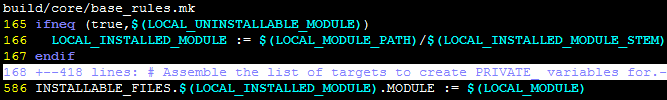 build/core/base_rules.mk
165 ifneq (true,$(LOCAL_UNINSTALLABLE_MODULE))
166   LOCAL_INSTALLED_MODULE := $(LOCAL_MODULE_PATH)/$(LOCAL_INSTALLED_MODULE_STEM)
167 endif
168 +--418 lines: # Assemble the list of targets to create PRIVATE_ variables for.-
586 INSTALLABLE_FILES.$(LOCAL_INSTALLED_MODULE).MODULE := $(LOCAL_MODULE)